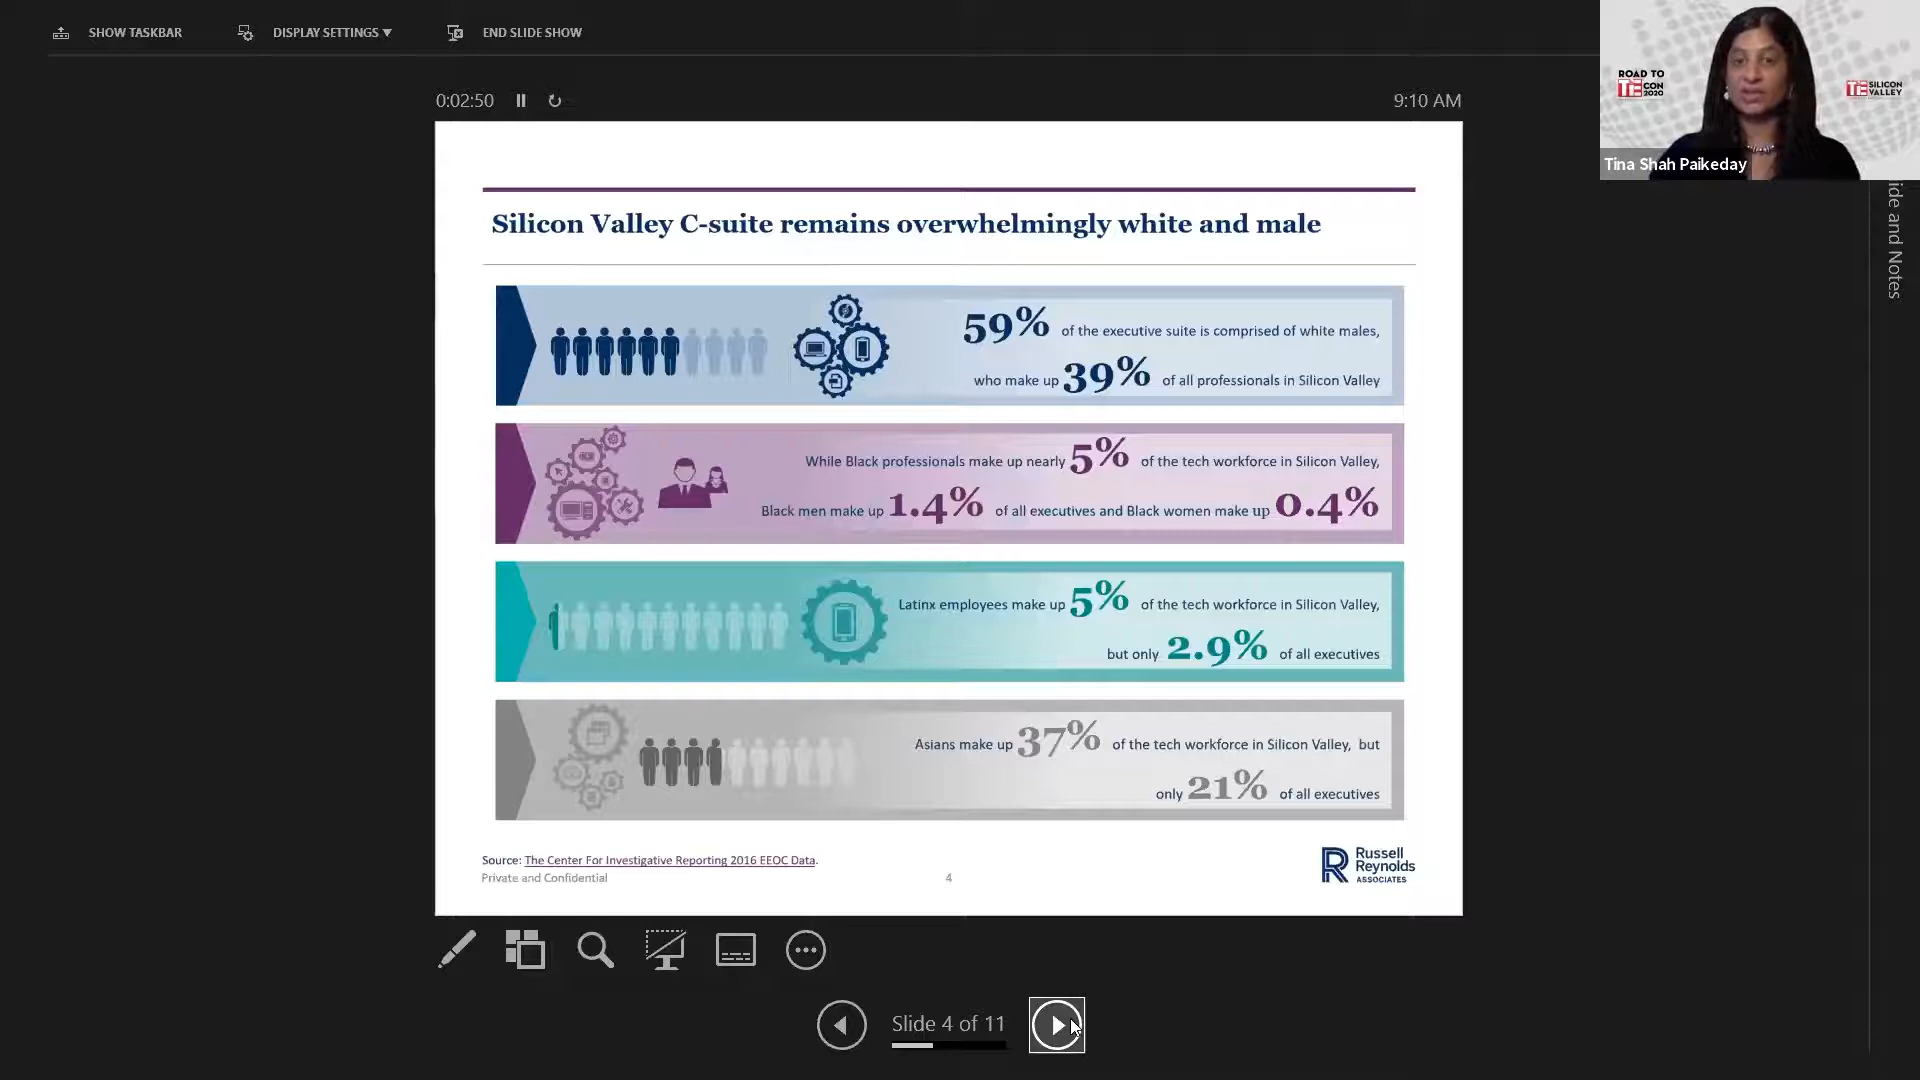 SHOW TASKBAR
DISPLAY SETTINGS ▼
END SLIDE SHOW
0:02:50
9:10 AM
ROAD TO
TiE CON
2020
TiE SILICON
VALLEY
Tina Shah Paikeday
ide and Notes
Silicon Valley C-suite remains overwhelmingly white and male
59% of the executive suite is comprised of white males,
who make up 39% of all professionals in Silicon Valley
While Black professionals make up nearly 5% of the tech workforce in Silicon Valley,
Black men make up 1.4% of all executives and Black women make up 0.4%
Latinx employees make up 5% of the tech workforce in Silicon Valley,
but only 2.9% of all executives
Asians make up 37% of the tech workforce in Silicon Valley, but
only 21% of all executives
Source: The Center For Investigative Reporting 2016 EEOC Data.
Private and Confidential
4
Russell
Reynolds
ASSOCIATES
Slide 4 of 11